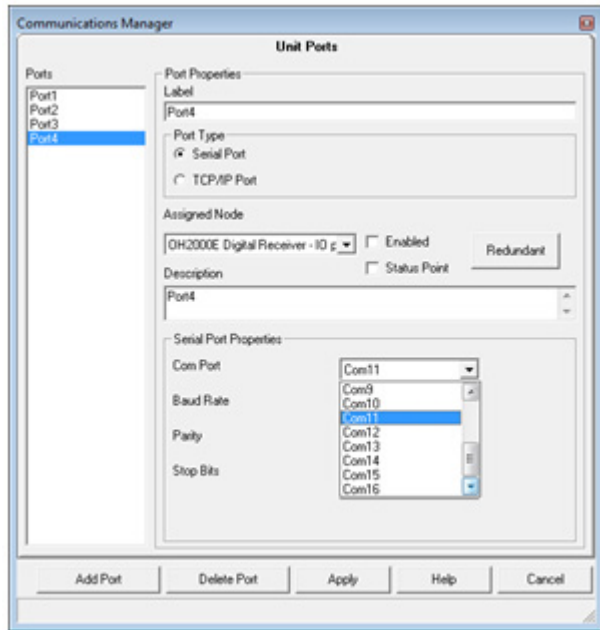 Communications Manager
Unit Ports
Ports
Port1
Port2
Port3
Port4
Port Properties
Label
Port4
Port Type
Serial Port
TCP/IP Port
Assigned Node
OH2000E Digital Receiver - IO p
Enabled
Status Point
Redundant
Description
Port4
Serial Port Properties
Com Port
Com11
Baud Rate
Parity
Stop Bits
Com9
Com10
Com11
Com12
Com13
Com14
Com15
Com16
Add Port
Delete Port
Apply
Help
Cancel